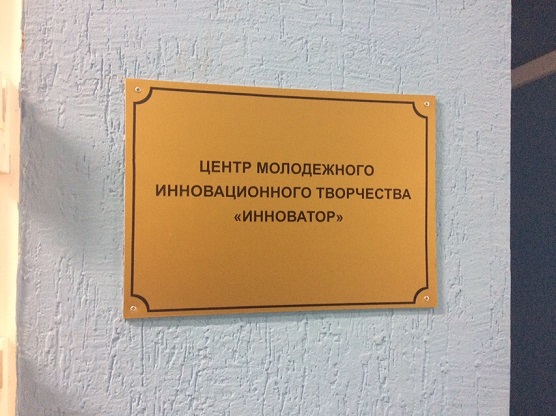 ЦЕНТР МОЛОДЕЖНОГО
ИННОВАЦИОННОГО ТВОРЧЕСТВА
«ИННОВАТОР»